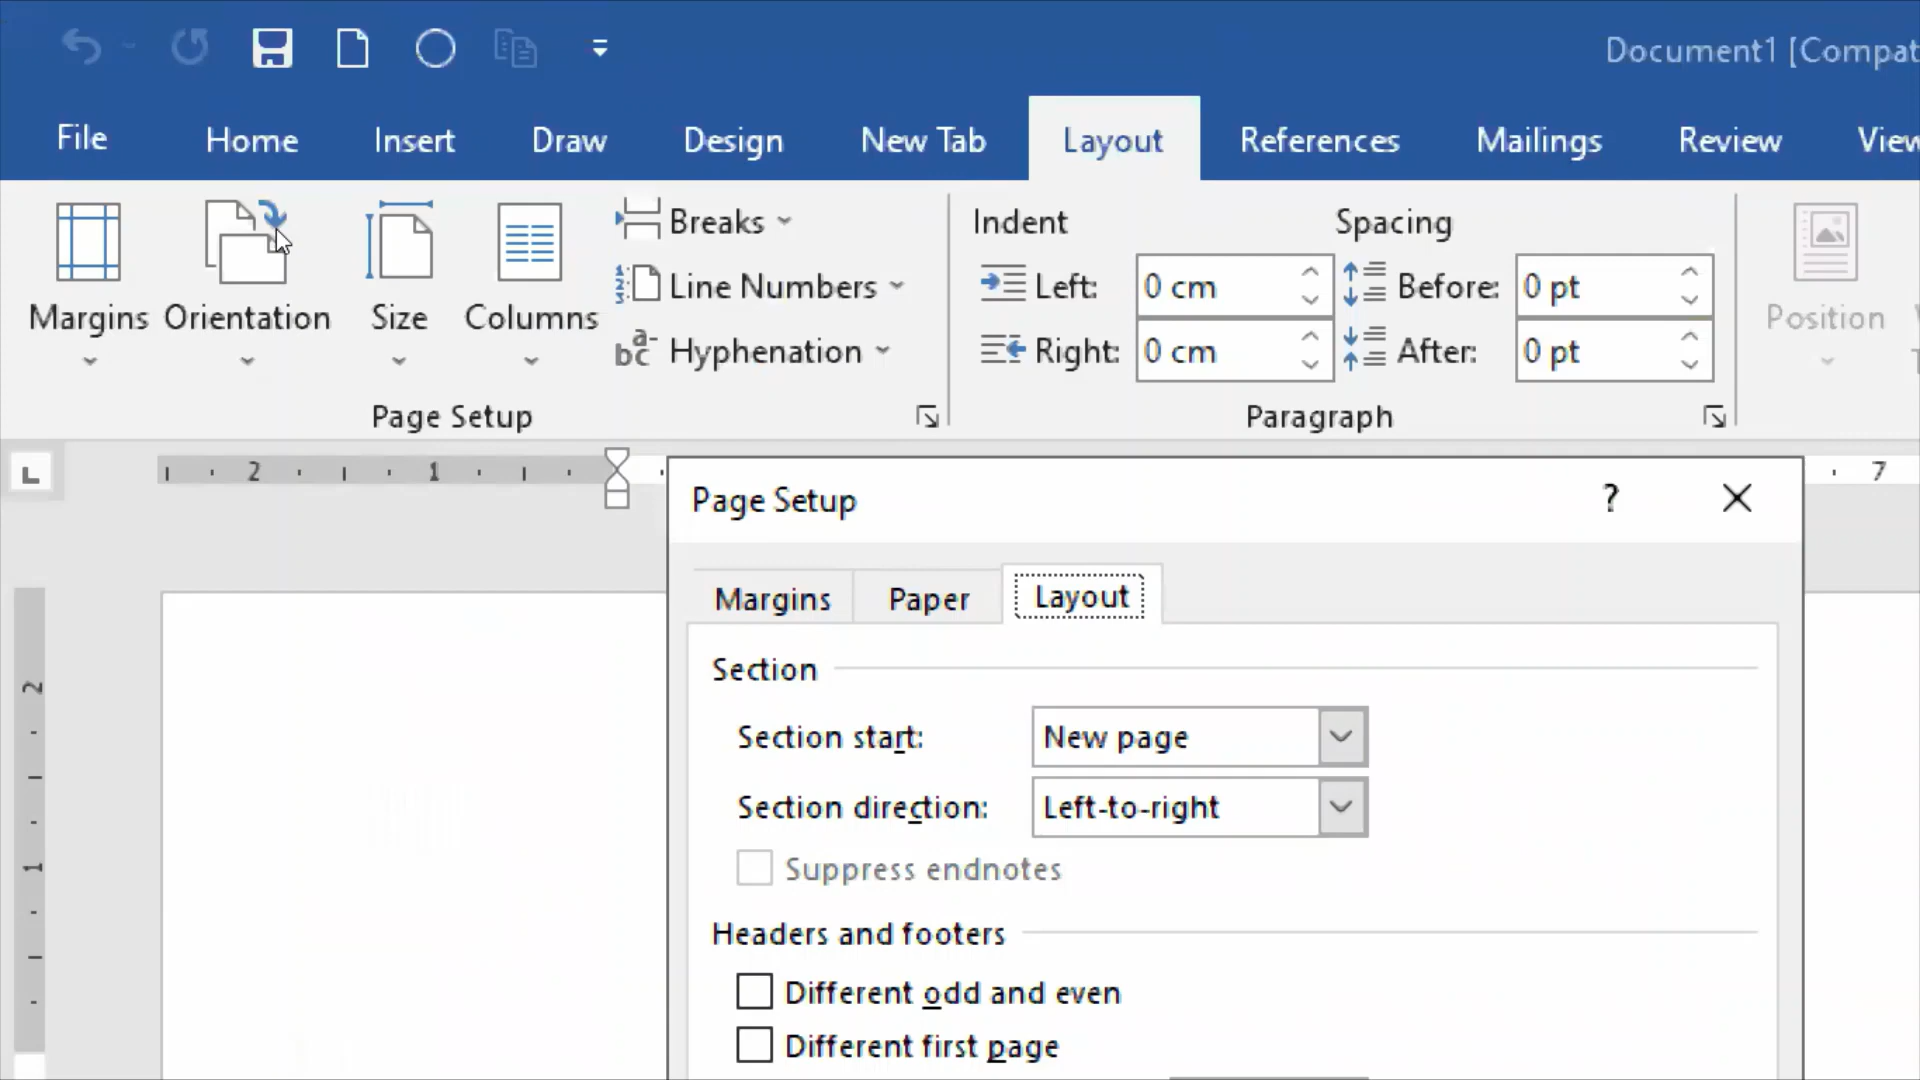 Document1 [Compat
File Home Insert Draw Design New Tab Layout References Mailings Review View
Breaks Indent Spacing
Line Numbers Left: 0 cm Before: 0 pt
Margins Orientation Size Columns Position
Hyphenation Right: 0 cm After: 0 pt
Page Setup Paragraph
2 1 7
Page Setup ?
Margins Paper Layout
Section
2
Section start: New page
Section direction: Left-to-right
1
Suppress endnotes
Headers and footers
Different odd and even
Different first page